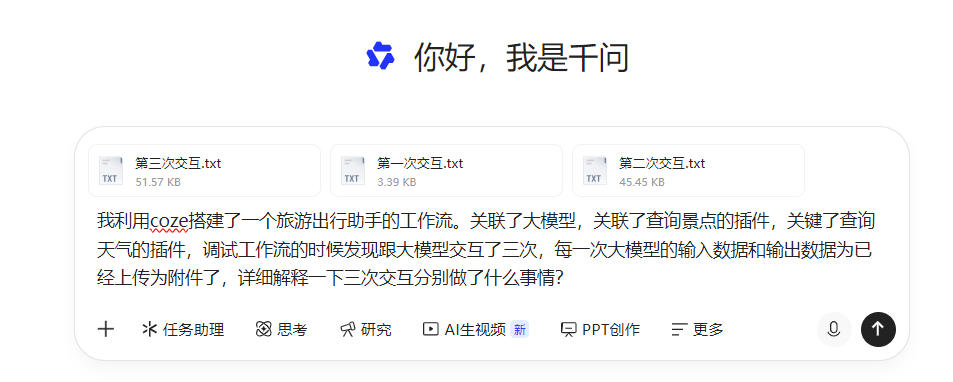 你好，我是千问
第三次交互.txt
51.57 KB
第一次交互.txt
3.39 KB
第二次交互.txt
45.45 KB
TXT
TXT
TXT
我利用coze搭建了一个旅游出行助手的工作流。关联了大模型，关联了查询景点的插件，关键了查询
天气的插件，调试工作流的时候发现跟大模型交互了三次，每一次大模型的输入数据和输出数据为已
经上传为附件了，详细解释一下三次交互分别做了什么事情？
任务助理 思考 研究 AI生视频 新 PPT创作 更多